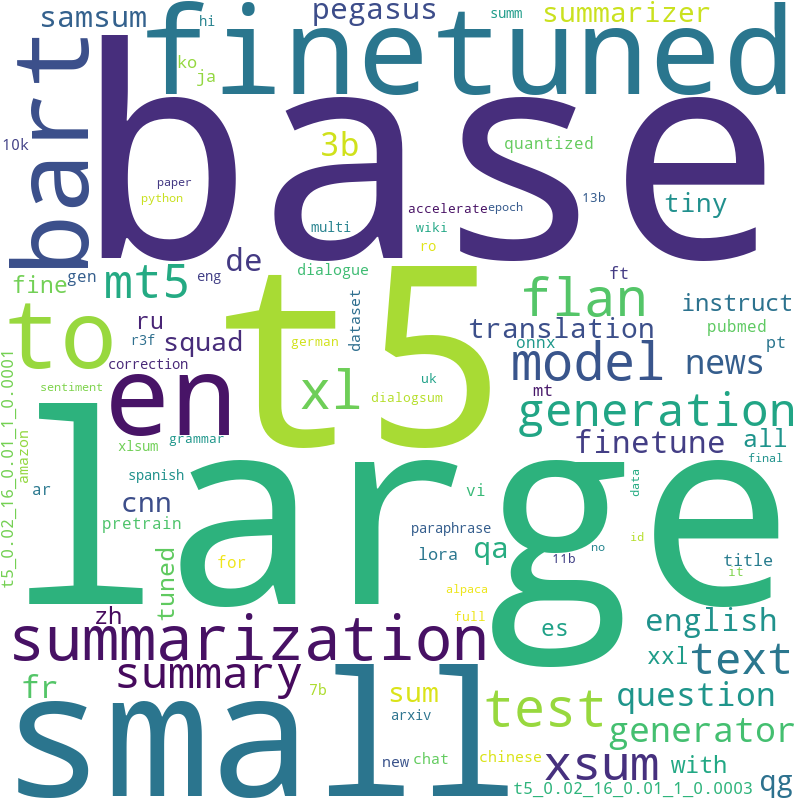 samsum
hi
pegasus
summ
summarizer
finetuned
bart
ko
ja
base
10k
3b
quantized
paper
python
accelerate
epoch
13b
tiny
multi
wiki
ro
de
dialogue
ft
fine
gen
mt5
eng
t5
flan
instruct
to
ru
r3f
squad
german
dataset
translation
onnx
pubmed
pt
correction
en
xl
uk
model
news
sentiment
dialogsum
mt
generation
t5_0.02_16_0.01_1_0.0001
amazon
xlsum
grammar
finetune
all
final
large
spanish
ar
cnn
vi
data
pretrain
paraphrase
lora
qa
no
id
11b
title
it
tuned
for
zh
alpaca
full
summarization
es
english
summary
xxl
text
fr
7b
sum
arxiv
small
test
question
generator
new
chat
chinese
xsum
with
t5_0.02_16_0.01_1_0.0003
qg